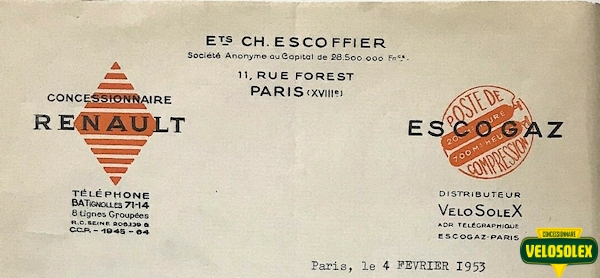 Ets CH. ESCOFFIER
Société Anonyme au Capital de 28.500.000 Frcs.
11, RUE FOREST
PARIS (XVIIIe)
CONCESSIONNAIRE
RENAULT
TÉLÉPHONE
BATIGNOLLES 71-14
8 Lignes Groupées
R.C. SEINE 206339 B
C.C.P. - 1945 - 64
POSTE DE
ESCOGAZ
COMPRESSION
DISTRIBUTEUR
VELOSOLEX
ADR TÉLÉGRAPHIQUE
ESCOGAZ-PARIS
Paris, le 4 FEVRIER 1953
CONCESSIONNAIRE
VELOSOLEX